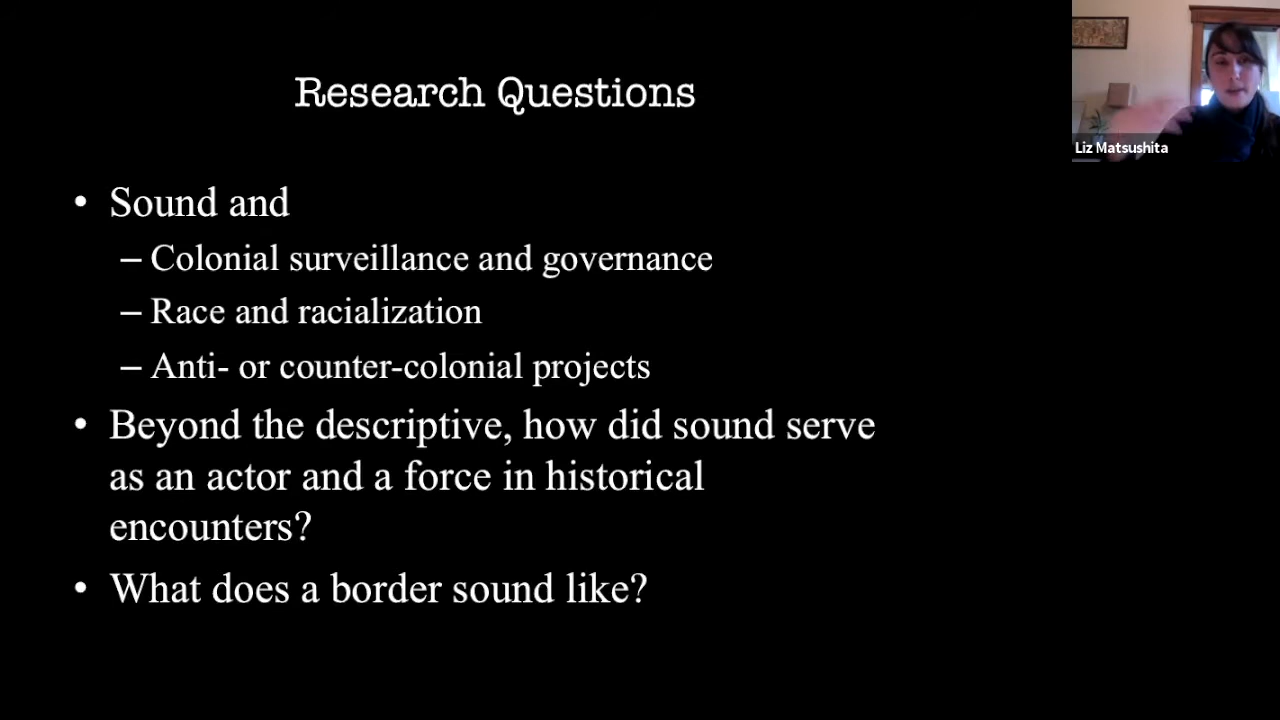 Research Questions
Liz Matsushita
• Sound and
– Colonial surveillance and governance
– Race and racialization
– Anti- or counter-colonial projects
• Beyond the descriptive, how did sound serve
as an actor and a force in historical
encounters?
• What does a border sound like?